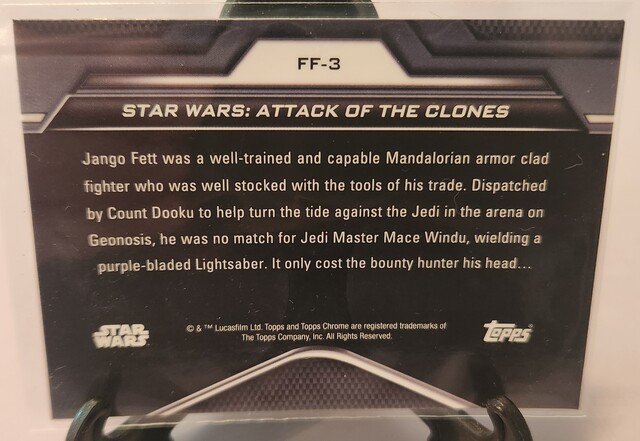 FF-3
STAR WARS: ATTACK OF THE CLONES
Jango Fett was a well-trained and capable Mandalorian armor clad
fighter who was well stocked with the tools of his trade. Dispatched
by Count Dooku to help turn the tide against the Jedi in the arena on
Geonosis, he was no match for Jedi Master Mace Windu, wielding a
purple-bladed Lightsaber. It only cost the bounty hunter his head...
STAR
WARS
© & ™ Lucasfilm Ltd. Topps and Topps Chrome are registered trademarks of
The Topps Company, Inc. All Rights Reserved.
Topps